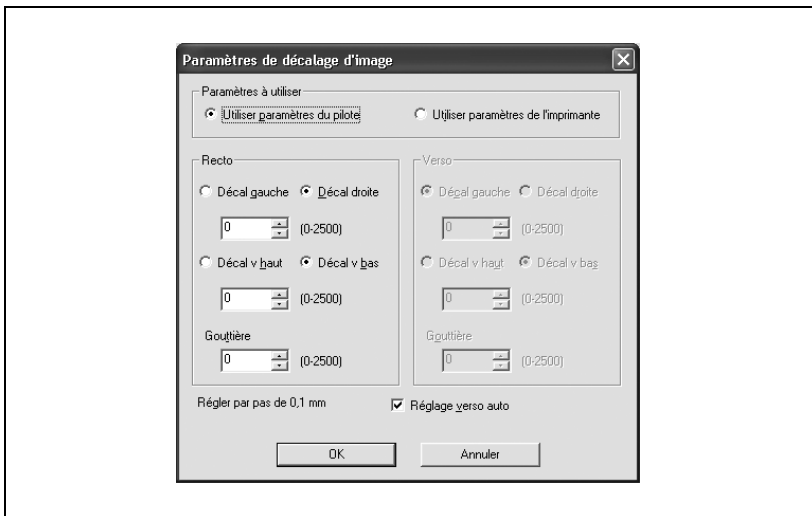 Paramètres de décalage d'image
Paramètres à utiliser
Utiliser paramètres du pilote
Utiliser paramètres de l'imprimante
Recto
Décal gauche
Décal droite
0
(0-2500)
Décal v haut
Décal v bas
0
(0-2500)
Gouttière
0
(0-2500)
Verso
Décal gauche
Décal droite
0
(0-2500)
Décal v haut
Décal v bas
0
(0-2500)
Gouttière
0
(0-2500)
Régler par pas de 0,1 mm
Réglage verso auto
OK
Annuler